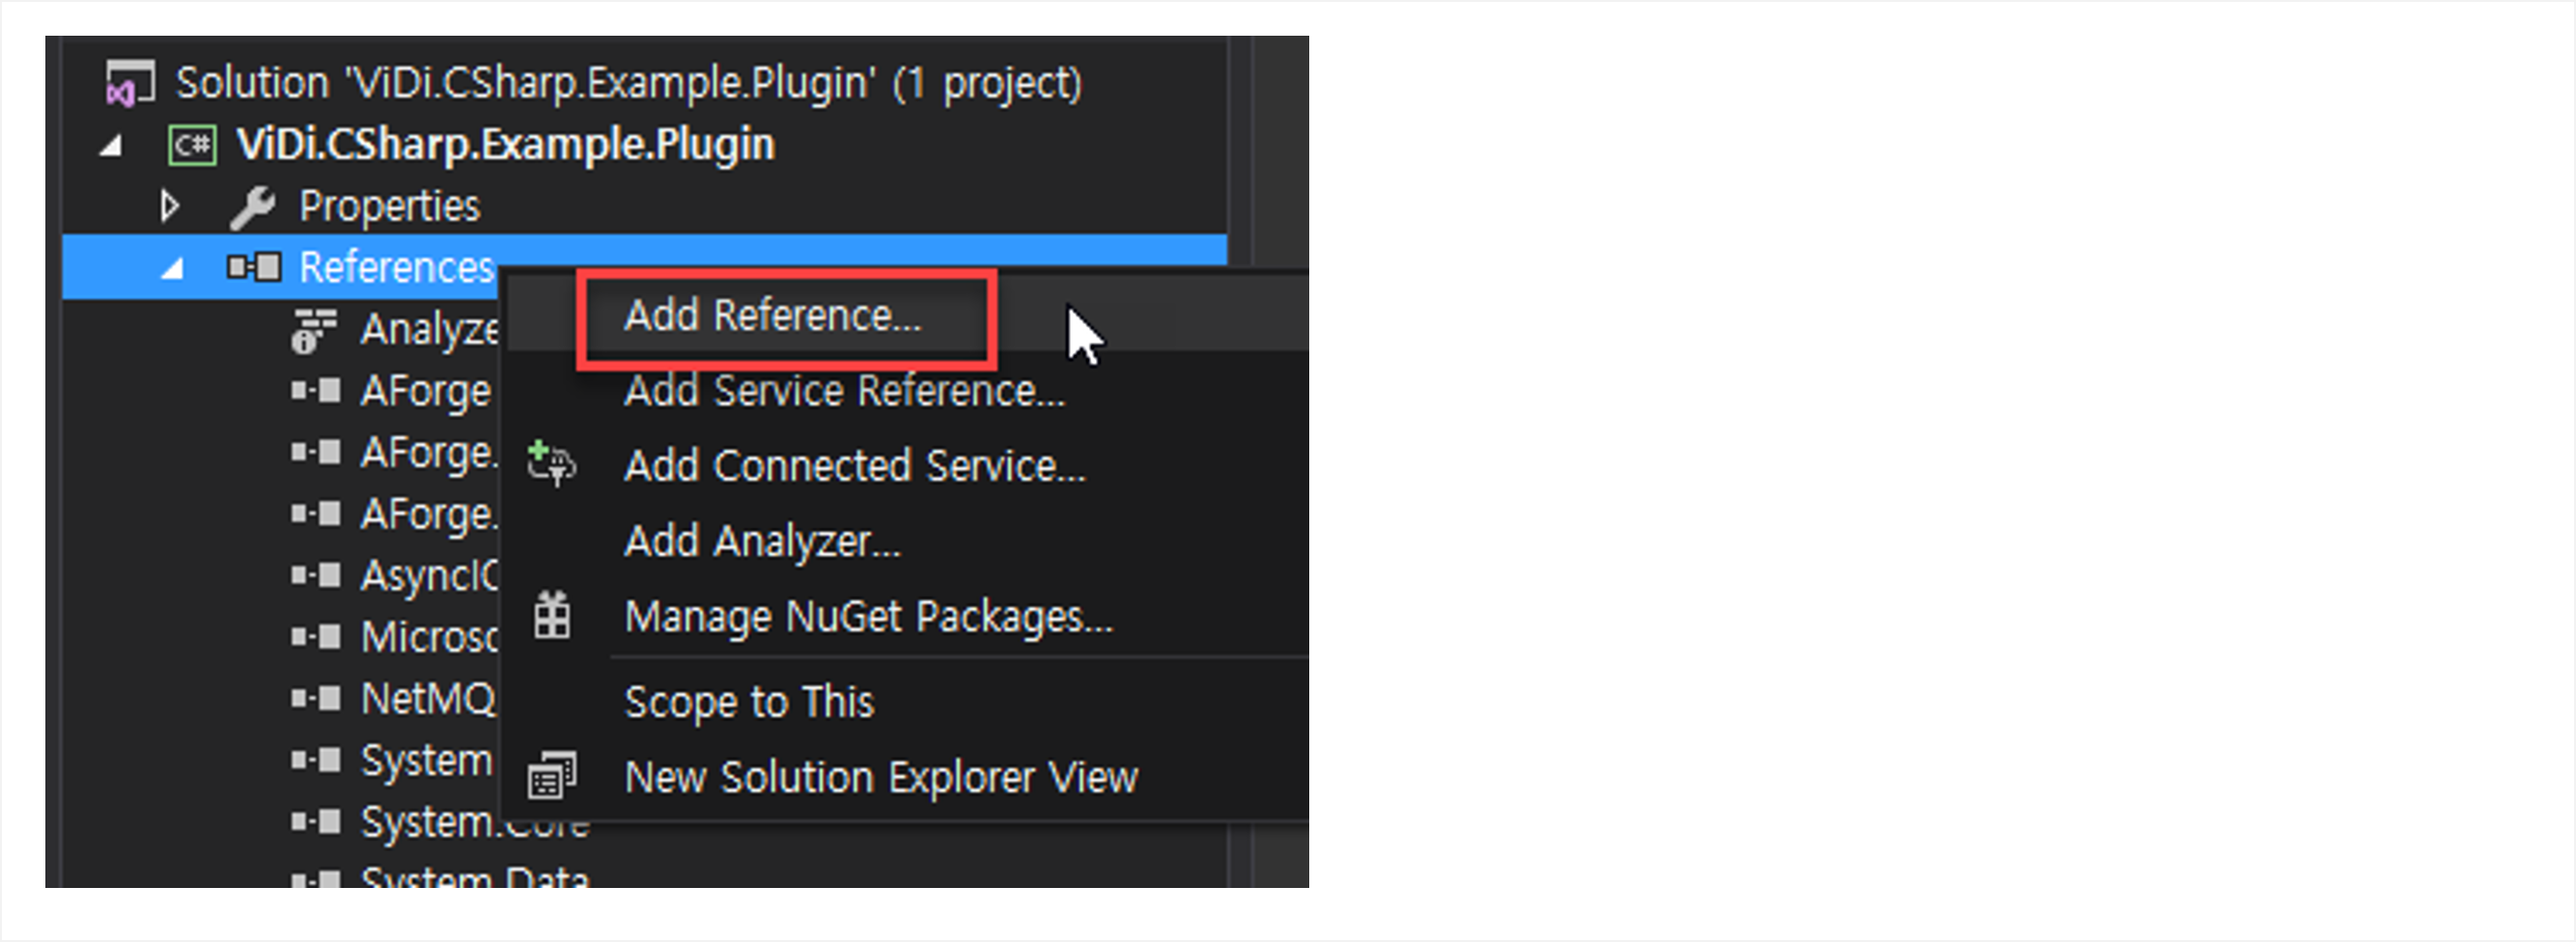 Solution 'ViDi.CSharp.Example.Plugin' (1 project)
C# ViDi.CSharp.Example.Plugin
Properties
References
Add Reference...
Analyze
AForge
Add Service Reference...
AForge.
Add Connected Service...
AForge.
Add Analyzer...
AsyncIO
Manage NuGet Packages...
Microso
NetMQ
Scope to This
System
New Solution Explorer View
System.Core
System.Data